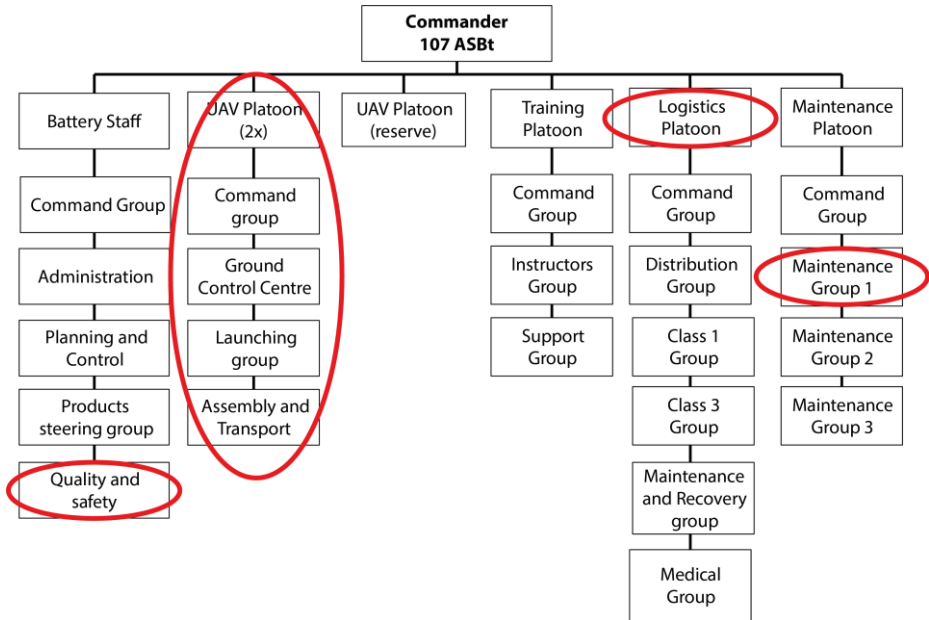 Commander
107 ASBt
Battery Staff
UAV Platoon
(2x)
UAV Platoon
(reserve)
Training
Platoon
Logistics
Platoon
Maintenance
Platoon
Command Group
Administration
Planning and
Control
Products
steering group
Quality and
safety
Command
group
Ground
Control Centre
Launching
group
Assembly and
Transport
Command
Group
Instructors
Group
Support
Group
Command
Group
Distribution
Group
Class 1
Group
Class 3
Group
Maintenance
and Recovery
group
Medical
Group
Command
Group
Maintenance
Group 1
Maintenance
Group 2
Maintenance
Group 3